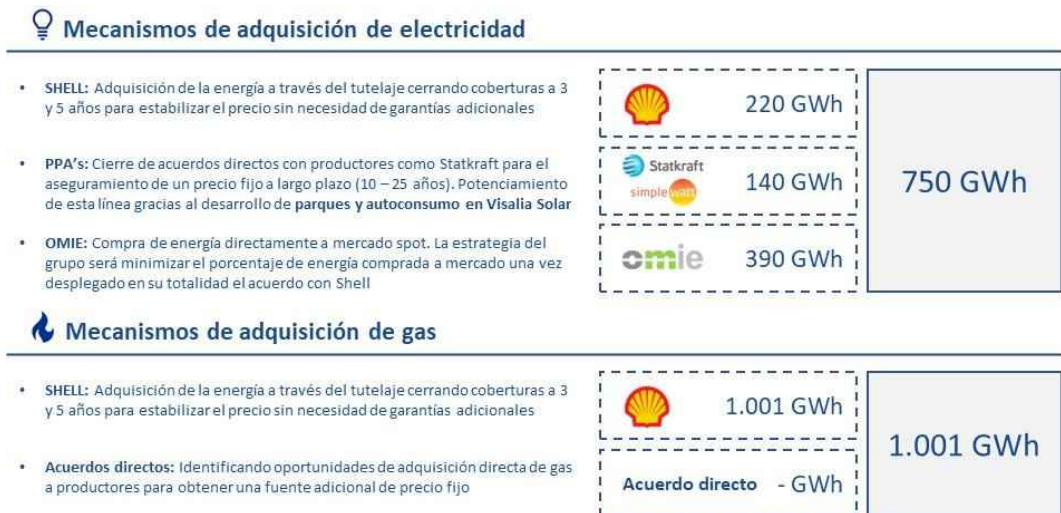 Mecanismos de adquisición de electricidad
• SHELL: Adquisición de la energía a través del tutelaje cerrando coberturas a 3
y 5 años para estabilizar el precio sin necesidad de garantías adicionales
220 GWh
• PPA's: Cierre de acuerdos directos con productores como Statkraft para el
aseguramiento de un precio fijo a largo plazo (10 – 25 años). Potenciamiento
de esta línea gracias al desarrollo de parques y autoconsumo en Visalia Solar
Statkraft
simple watt
140 GWh
750 GWh
• OMIE: Compra de energía directamente a mercado spot. La estrategia del
grupo será minimizar el porcentaje de energía comprada a mercado una vez
desplegado en su totalidad el acuerdo con Shell
omie
390 GWh
Mecanismos de adquisición de gas
• SHELL: Adquisición de la energía a través del tutelaje cerrando coberturas a 3
y 5 años para estabilizar el precio sin necesidad de garantías adicionales
1.001 GWh
1.001 GWh
• Acuerdos directos: Identificando oportunidades de adquisición directa de gas
a productores para obtener una fuente adicional de precio fijo
Acuerdo directo - GWh